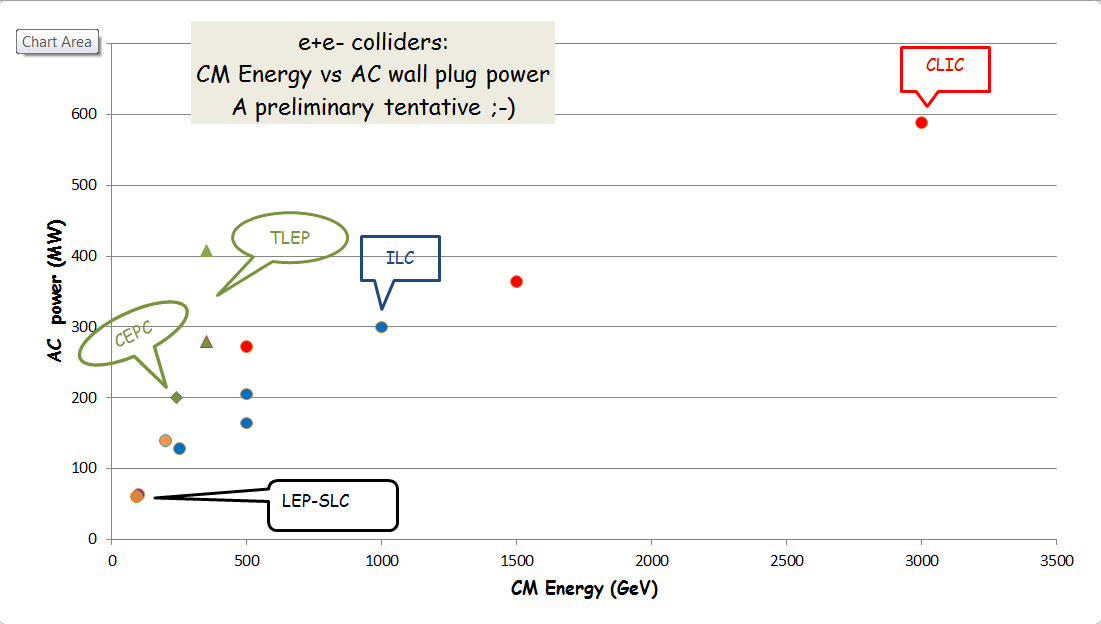 Chart Area
e+e- colliders:
CM Energy vs AC wall plug power
A preliminary tentative ;-)
CLIC
600
500
TLEP
400
ILC
300
CEPC
AC power (MW)
200
100
LEP-SLC
0
0 500 1000 1500 2000 2500 3000 3500
CM Energy (GeV)